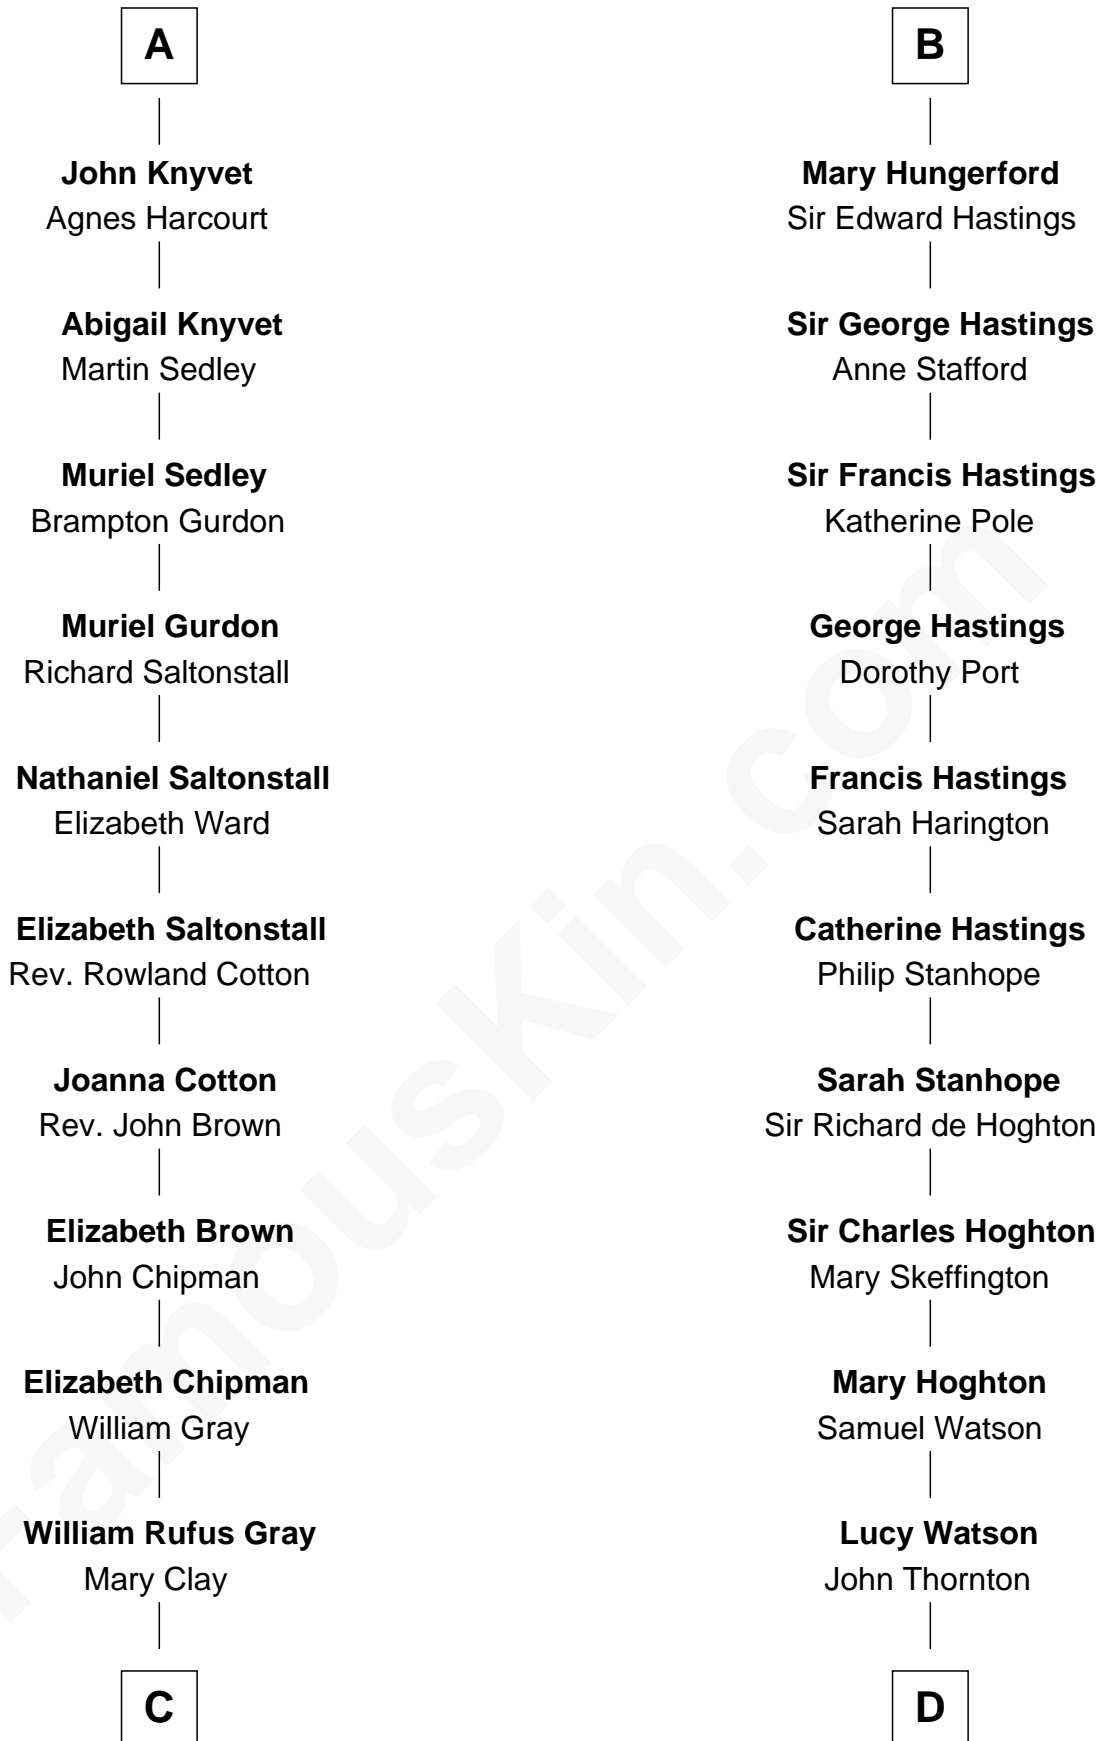 A
John Knyvet
Agnes Harcourt
Abigail Knyvet
Martin Sedley
Muriel Sedley
Brampton Gurdon
Muriel Gurdon
Richard Saltonstall
Nathaniel Saltonstall
Elizabeth Ward
Elizabeth Saltonstall
Rev. Rowland Cotton
Joanna Cotton
Rev. John Brown
Elizabeth Brown
John Chipman
Elizabeth Chipman
William Gray
William Rufus Gray
Mary Clay
C
B
Mary Hungerford
Sir Edward Hastings
Sir George Hastings
Anne Stafford
Sir Francis Hastings
Katherine Pole
George Hastings
Dorothy Port
Francis Hastings
Sarah Harington
Catherine Hastings
Philip Stanhope
Sarah Stanhope
Sir Richard de Hoghton
Sir Charles Hoghton
Mary Skeffington
Mary Hoghton
Samuel Watson
Lucy Watson
John Thornton
D
FamousKin.com